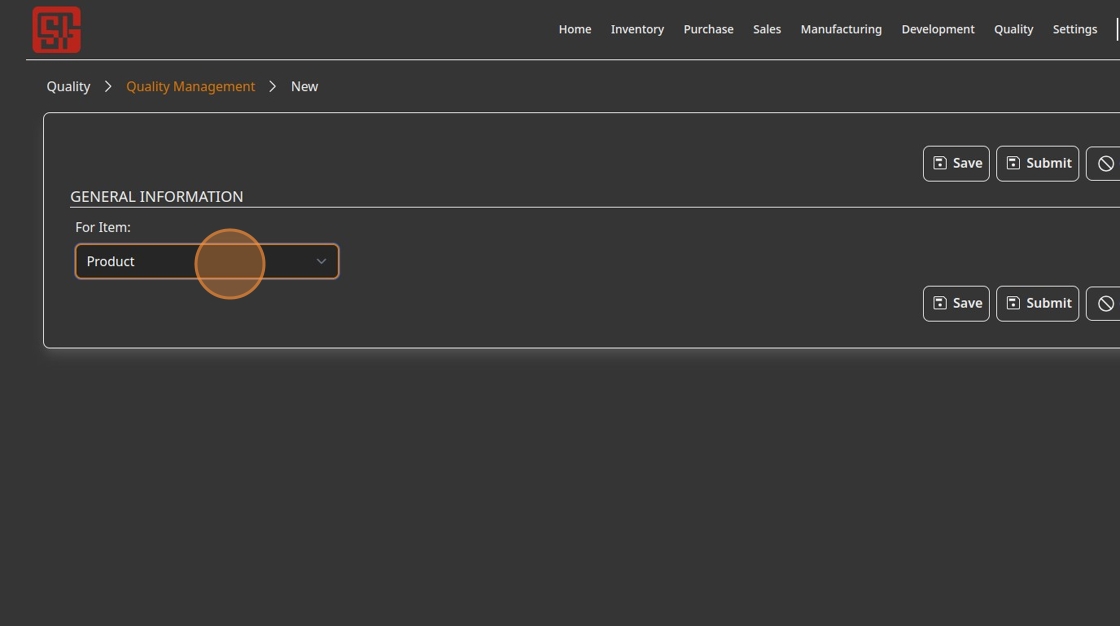 Home Inventory Purchase Sales Manufacturing Development Quality Settings
Quality > Quality Management > New
Save Submit
GENERAL INFORMATION
For Item:
Product
Save Submit